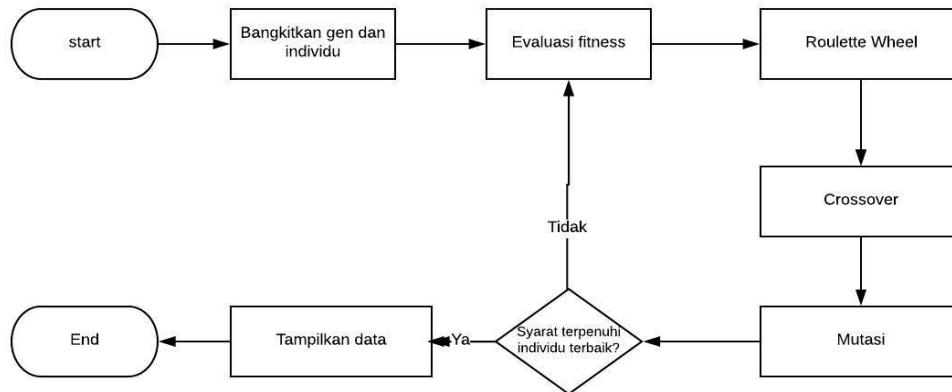 start
Bangkitkan gen dan
individu
Evaluasi fitness
Roulette Wheel
Crossover
Tidak
End
Tampilkan data
Ya
Syarat terpenuhi
individu terbaik?
Mutasi